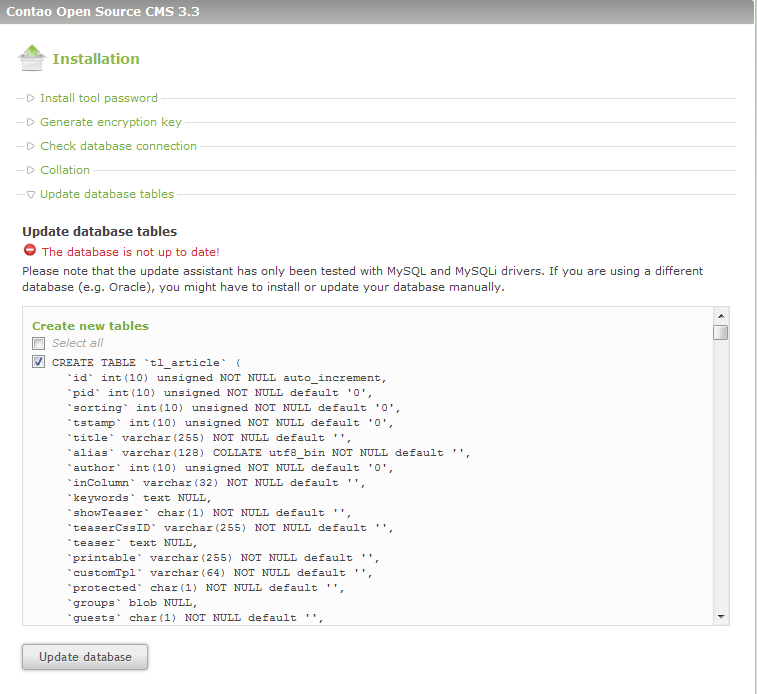 Contao Open Source CMS 3.3
Installation
Install tool password
Generate encryption key
Check database connection
Collation
Update database tables
Update database tables
The database is not up to date!
Please note that the update assistant has only been tested with MySQL and MySQLi drivers. If you are using a different
database (e.g. Oracle), you might have to install or update your database manually.
Create new tables
Select all
CREATE TABLE `tl_article` (
`id` int(10) unsigned NOT NULL auto_increment,
`pid` int(10) unsigned NOT NULL default '0',
`sorting` int(10) unsigned NOT NULL default '0',
`tstamp` int(10) unsigned NOT NULL default '0',
`title` varchar(255) NOT NULL default '',
`alias` varchar(128) COLLATE utf8_bin NOT NULL default '',
`author` int(10) unsigned NOT NULL default '0',
`inColumn` varchar(32) NOT NULL default '',
`keywords` text NULL,
`showTeaser` char(1) NOT NULL default '',
`teaserCssID` varchar(255) NOT NULL default '',
`teaser` text NULL,
`printable` varchar(255) NOT NULL default '',
`customTpl` varchar(64) NOT NULL default '',
`protected` char(1) NOT NULL default '',
`groups` blob NULL,
`guests` char(1) NOT NULL default '',
Update database